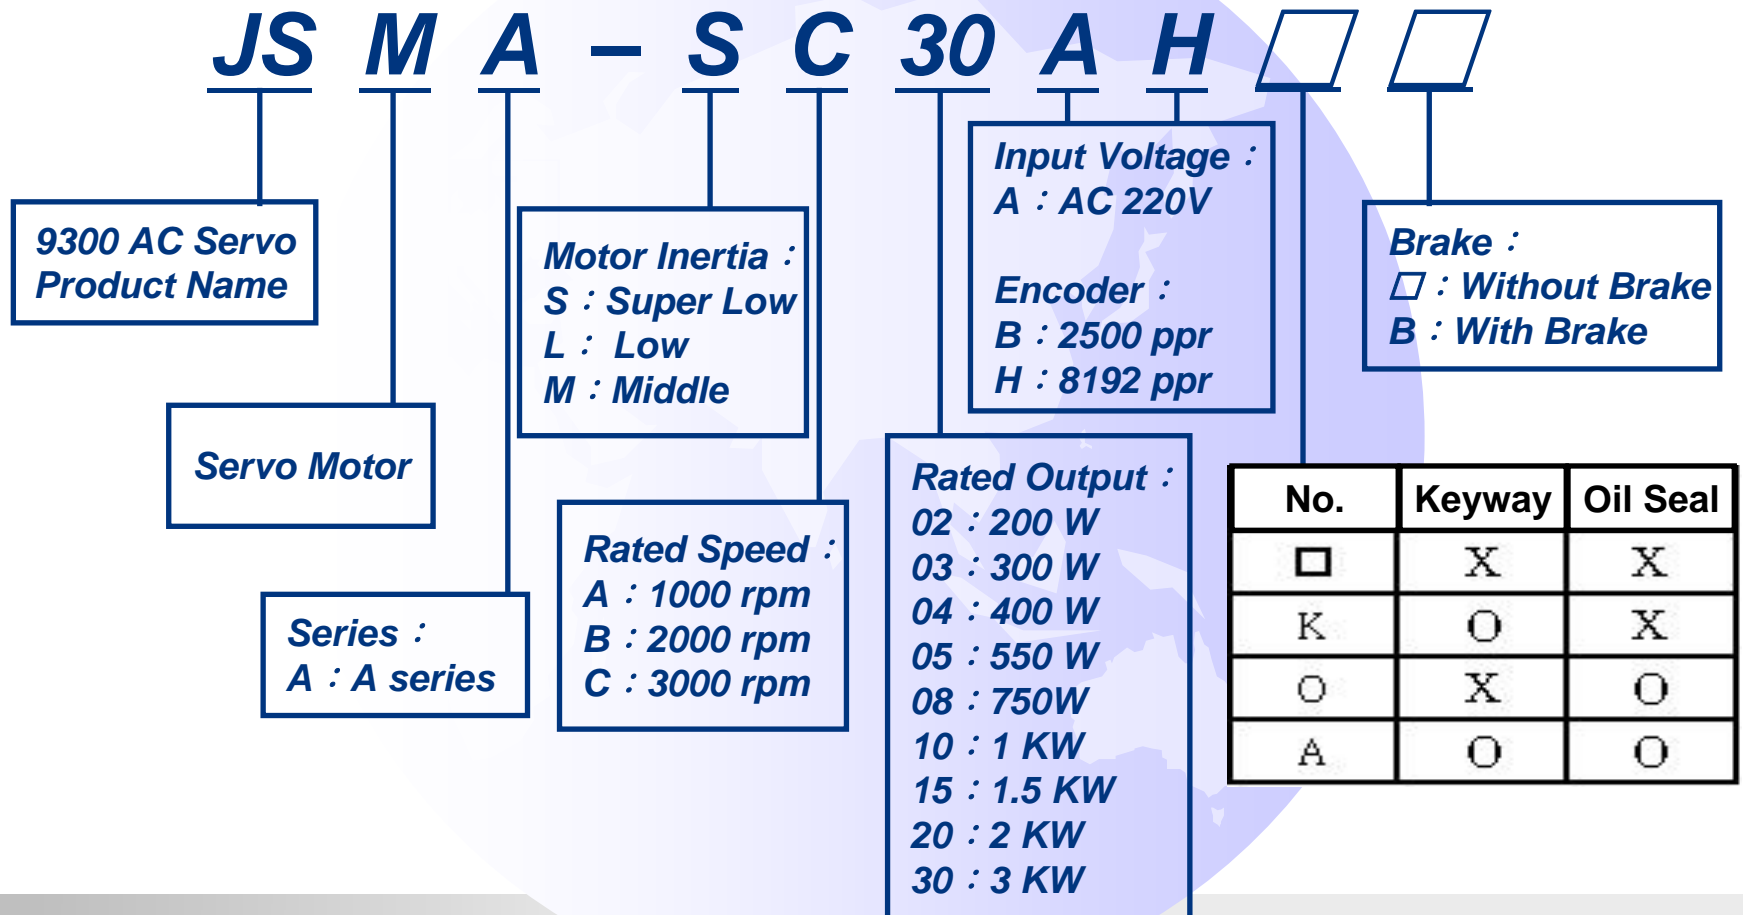 JS M A – S C 30 A H □ □
9300 AC Servo
Product Name
Servo Motor
Series：
A：A series
Motor Inertia：
S：Super Low
L： Low
M：Middle
Rated Speed：
A：1000 rpm
B：2000 rpm
C：3000 rpm
Rated Output：
02：200 W
03：300 W
04：400 W
05：550 W
08：750W
10：1 KW
15：1.5 KW
20：2 KW
30：3 KW
Input Voltage：
A：AC 220V
Encoder：
B：2500 ppr
H：8192 ppr
No. Keyway Oil Seal
□ X X
K O X
O X O
A O O
Brake：
□：Without Brake
B：With Brake